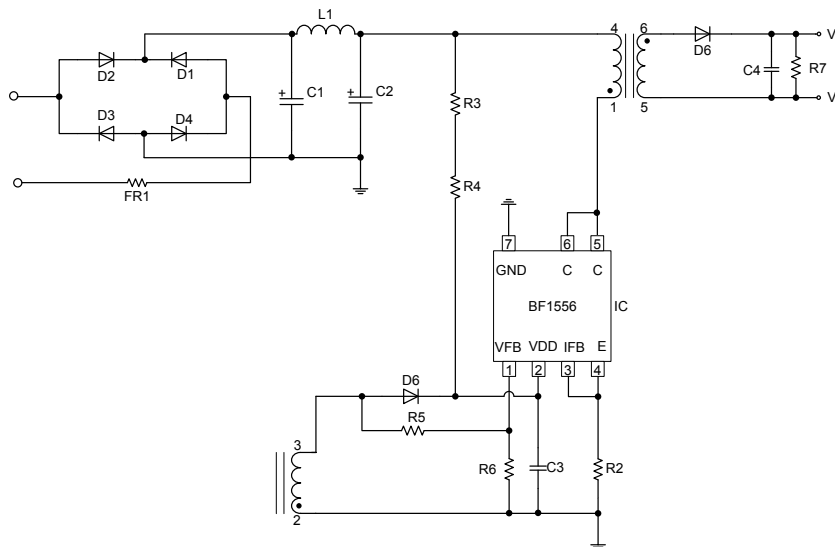 L1
4
6
D6
V
D2
D1
C1
C2
C4
R7
R3
D3
D4
1
5
V
R4
FR1
7
6
5
GND
C
C
BF1556
IC
VFB
VDD
IFB
E
1
2
3
4
D6
R5
3
R6
C3
R2
2
+
+